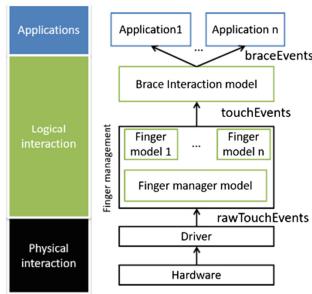 Applications
Application1
Application n
...
braceEvents
Logical
interaction
Brace Interaction model
touchEvents
Finger management
Finger
model 1
...
Finger
model n
Finger manager model
rawTouchEvents
Physical
interaction
Driver
Hardware